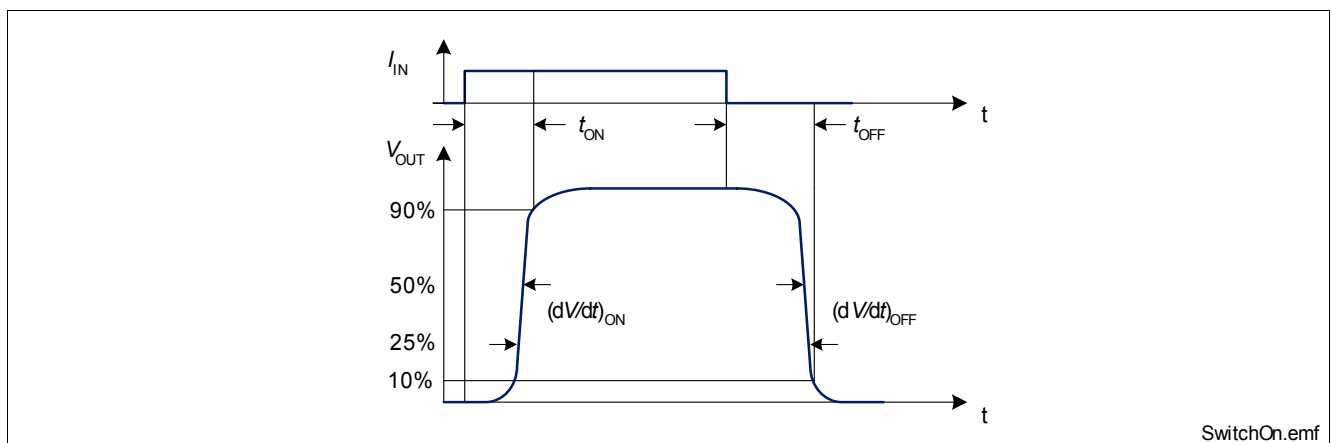 I_IN
t
t_ON
t_OFF
V_OUT
90%
50%
(dV/dt)_ON
(dV/dt)_OFF
25%
10%
t
SwitchOn.emf